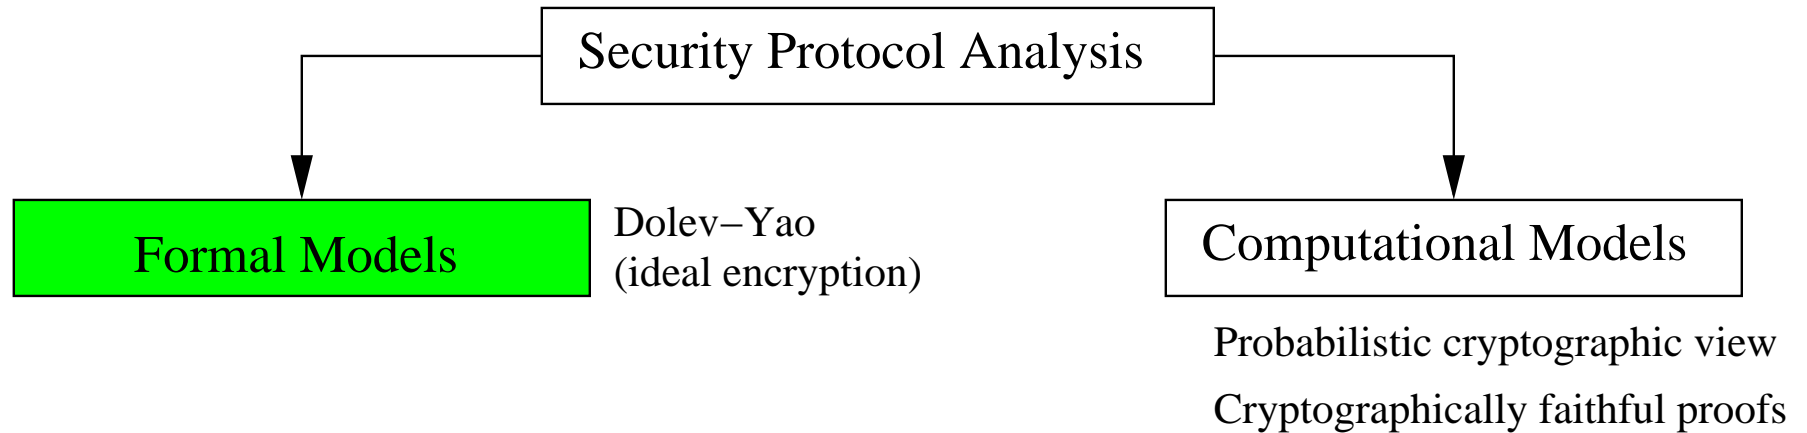 Security Protocol Analysis
Formal Models
Dolev−Yao
(ideal encryption)
Computational Models
Probabilistic cryptographic view
Cryptographically faithful proofs